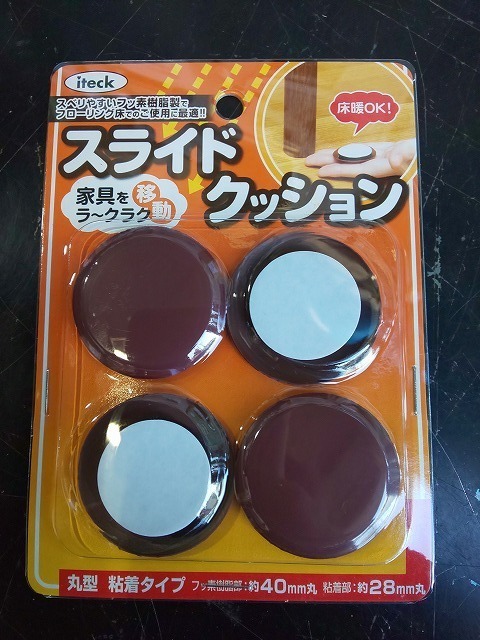 iteck
スベリやすいフッ素樹脂製で
フローリング床でのご使用に最適!!
床暖OK!
スライド
クッション
家具を
ラ〜クラク
移動
丸型 粘着タイプ フッ素樹脂部:約40mm丸 粘着部:約28mm丸